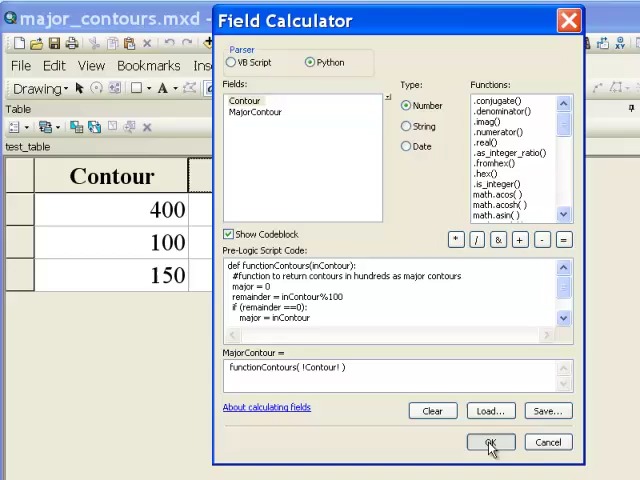 major_contours.mxd -
Field Calculator
File Edit View Bookmarks Ins
Drawing
Table
test_table
Contour
400
100
150
Parser
VB Script Python
Fields:
Contour
MajorContour
Type:
Number
String
Date
Functions:
.conjugate()
.denominator()
.imag()
.numerator()
.real()
.as_integer_ratio()
.fromhex()
.hex()
.is_integer()
math.acos( )
math.acosh( )
math.asin( )
Show Codeblock
* / & + - =
Pre-Logic Script Code:
def functionContours(inContour):
#function to return contours in hundreds as major contours
major = 0
remainder = inContour%100
if (remainder ==0):
major = inContour
MajorContour =
functionContours( !Contour! )
About calculating fields
Clear Load... Save...
OK Cancel